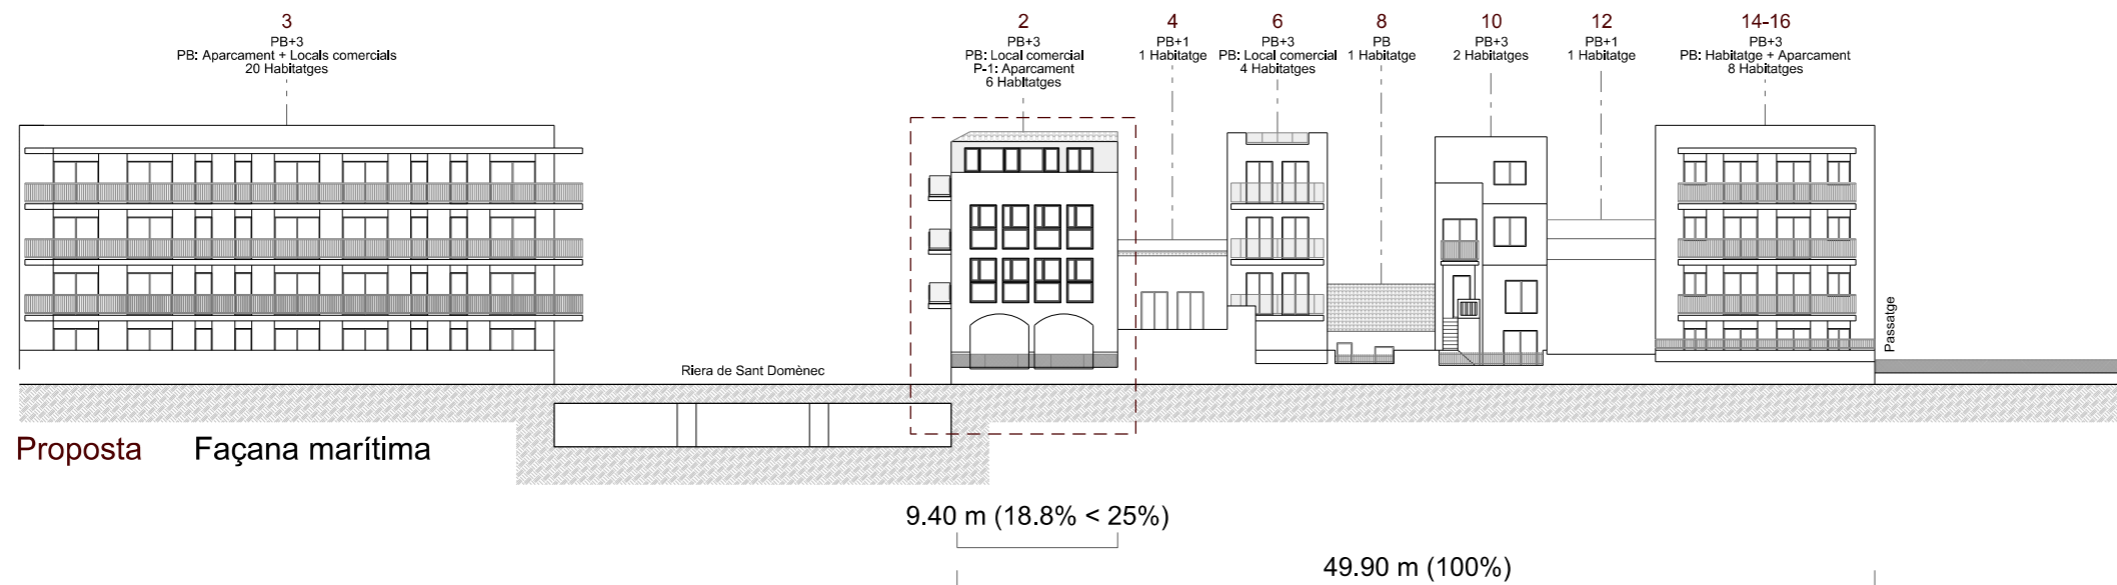 3
PB+3
PB: Aparcament + Locals comercials
20 Habitatges
2
PB+3
PB: Local comercial
P-1: Aparcament
6 Habitatges
4
PB+1
1 Habitatge
6
PB+3
PB: Local comercial
4 Habitatges
8
PB
1 Habitatge
10
PB+3
2 Habitatges
12
PB+1
1 Habitatge
14-16
PB+3
PB: Habitatge + Aparcament
8 Habitatges
Passatge
Riera de Sant Domènec
Proposta Façana marítima
9.40 m (18.8% < 25%)
49.90 m (100%)